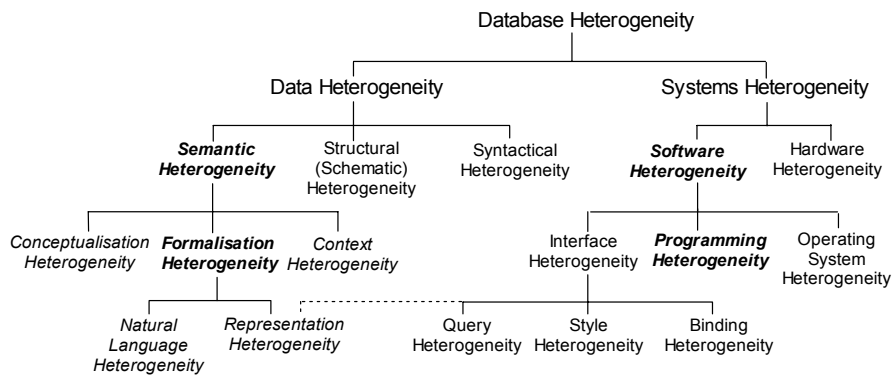 Database Heterogeneity
Data Heterogeneity
Systems Heterogeneity
Semantic
Heterogeneity
Structural
(Schematic)
Heterogeneity
Syntactical
Heterogeneity
Software
Heterogeneity
Hardware
Heterogeneity
Conceptualisation
Heterogeneity
Formalisation
Heterogeneity
Context
Heterogeneity
Interface
Heterogeneity
Programming
Heterogeneity
Operating
System
Heterogeneity
Natural
Language
Heterogeneity
Representation
Heterogeneity
Query
Heterogeneity
Style
Heterogeneity
Binding
Heterogeneity